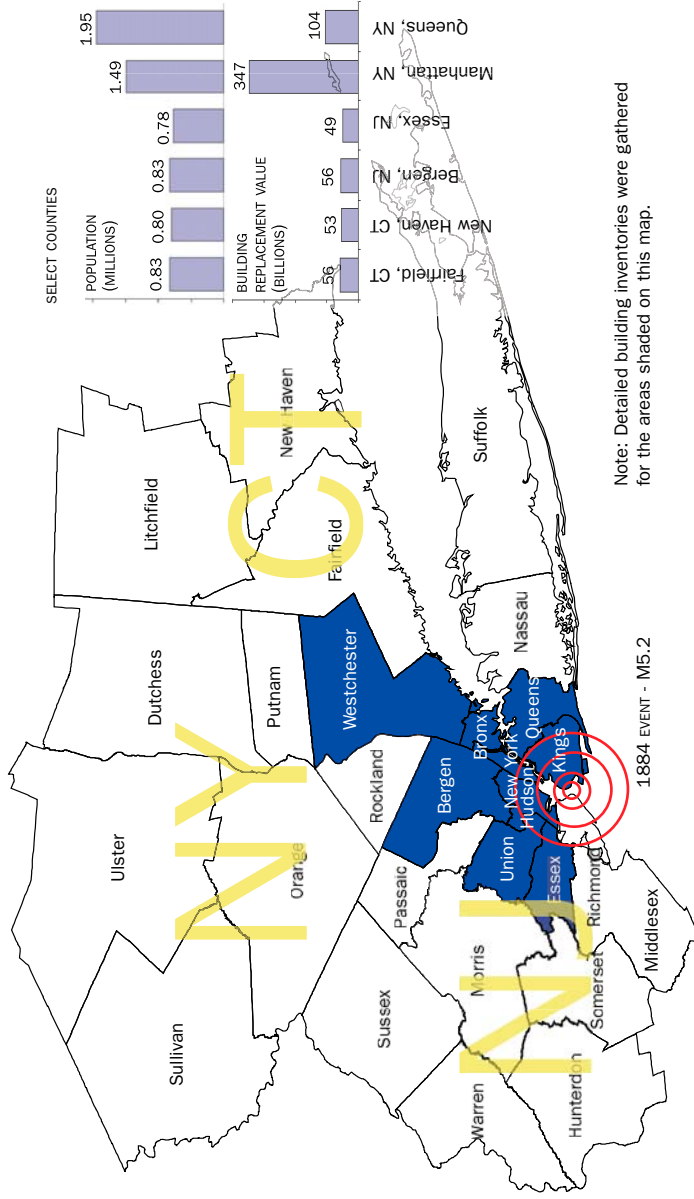 SELECT COUNTIES
POPULATION
(MILLIONS)
0.83
0.80
0.83
0.78
1.49
1.95
BUILDING
REPLACEMENT VALUE
(BILLIONS)
56
53
56
49
347
104
Fairfield, CT
New Haven, CT
Bergen, NJ
Essex, NJ
Manhattan, NY
Queens, NY
NY
CT
NJ
Sullivan
Ulster
Dutchess
Litchfield
Orange
Putnam
New Haven
Fairfield
Sussex
Rockland
Westchester
Passaic
Bergen
Warren
Morris
Union
Hudson
New York
Bronx
Queens
Kings
Nassau
Suffolk
Essex
Hunterdon
Somerset
Richmond
Middlesex
1884 EVENT - M5.2
Note: Detailed building inventories were gathered
for the areas shaded on this map.